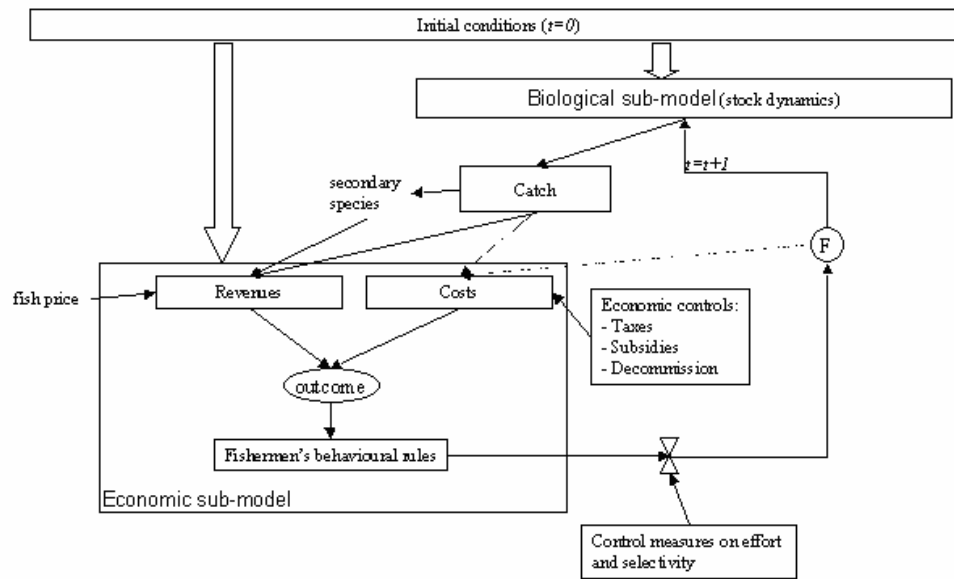 Initial conditions (t=0)
Biological sub-model (stock dynamics)
t=t+1
Catch
secondary
species
F
fish price
Revenues
Costs
Economic controls:
- Taxes
- Subsidies
- Decommission
outcome
Fishermen's behavioural rules
Economic sub-model
Control measures on effort
and selectivity